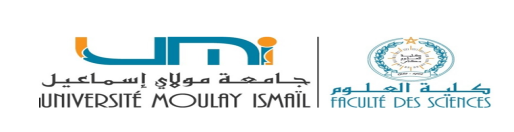 umi
جامعة مولاي إسماعيل
UNIVERSITÉ MOULAY ISMAÏL
كلية العلوم
FACULTÉ DES SCIENCES